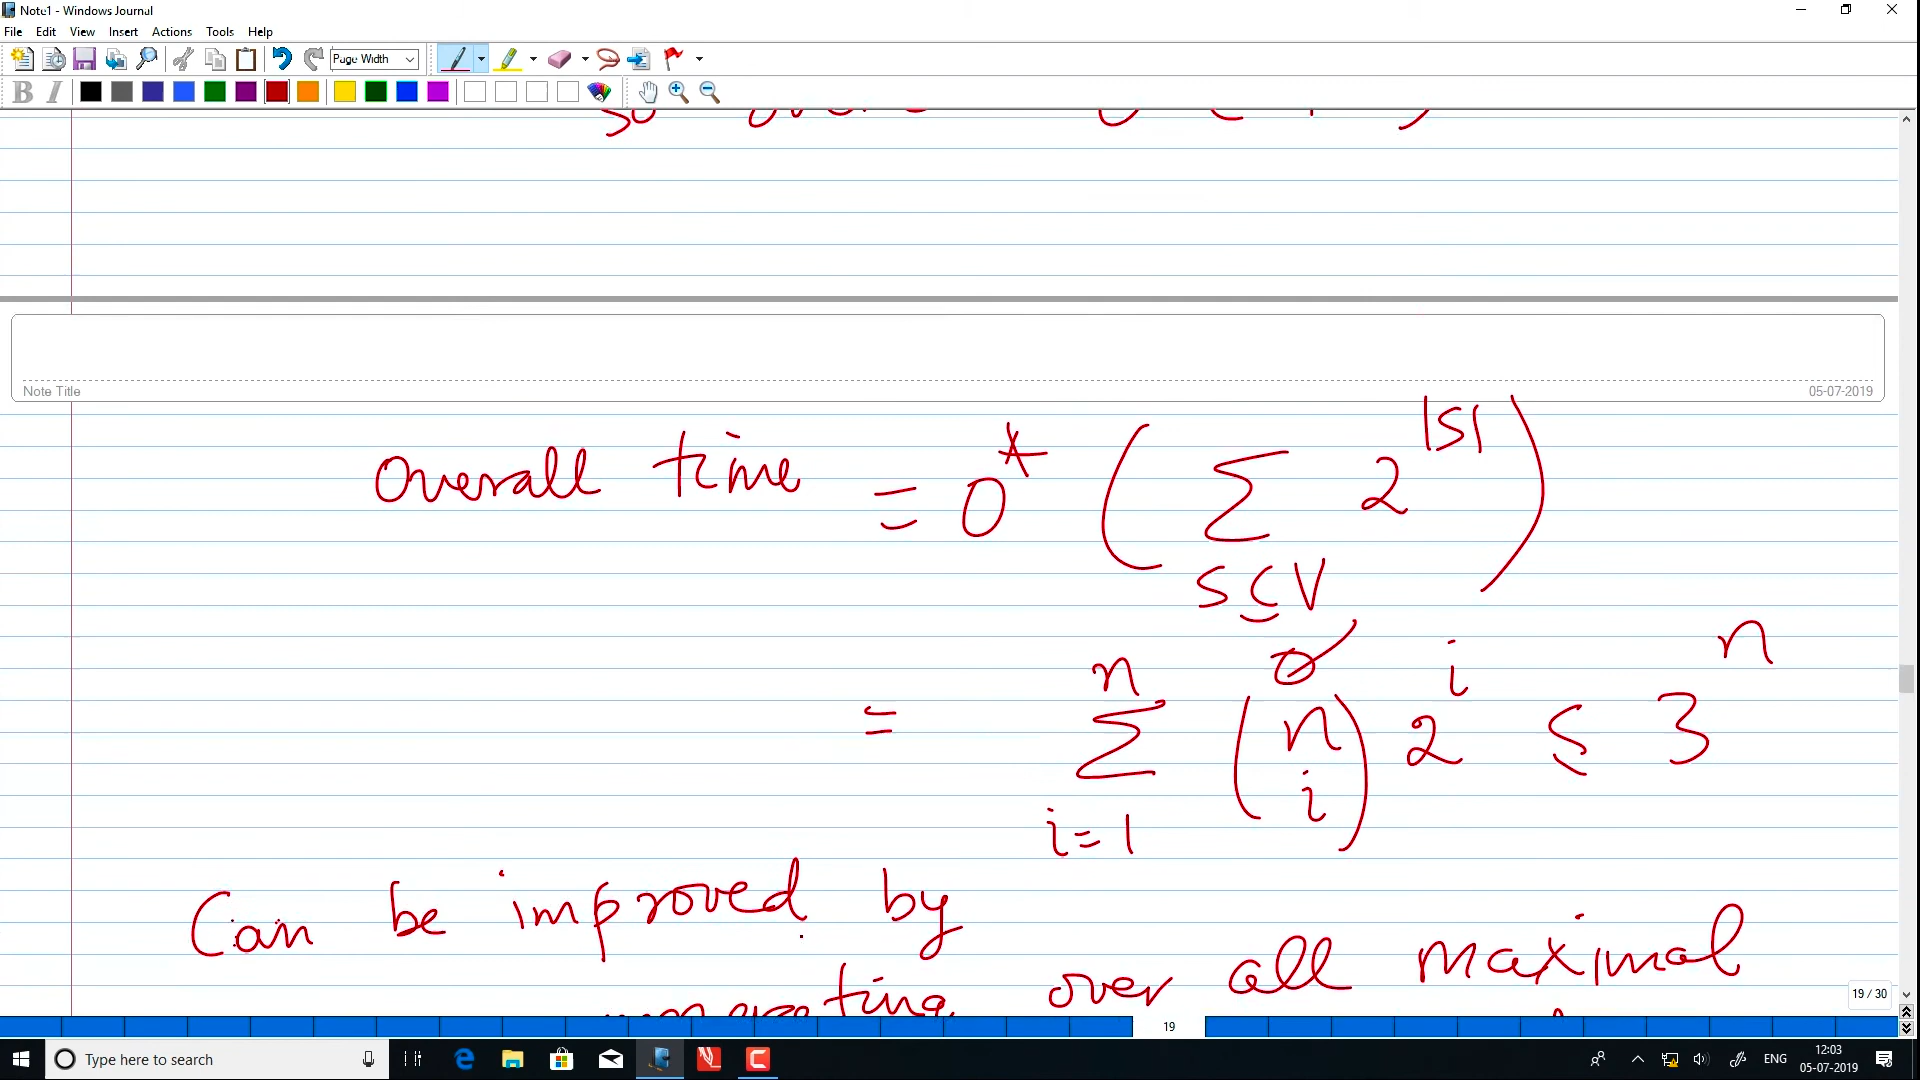 Note1 - Windows Journal
File Edit View Insert Actions Tools Help
Page Width
B I
so
Note Title 05-07-2019
Overall time = O* ( Σ 2^|S| )
S ⊆ V
= Σ (n i) 2^i ≤ 3^n
n
i=1
Can be improved by
over all maximal
19 / 30
19
Type here to search
ENG
12:03
05-07-2019